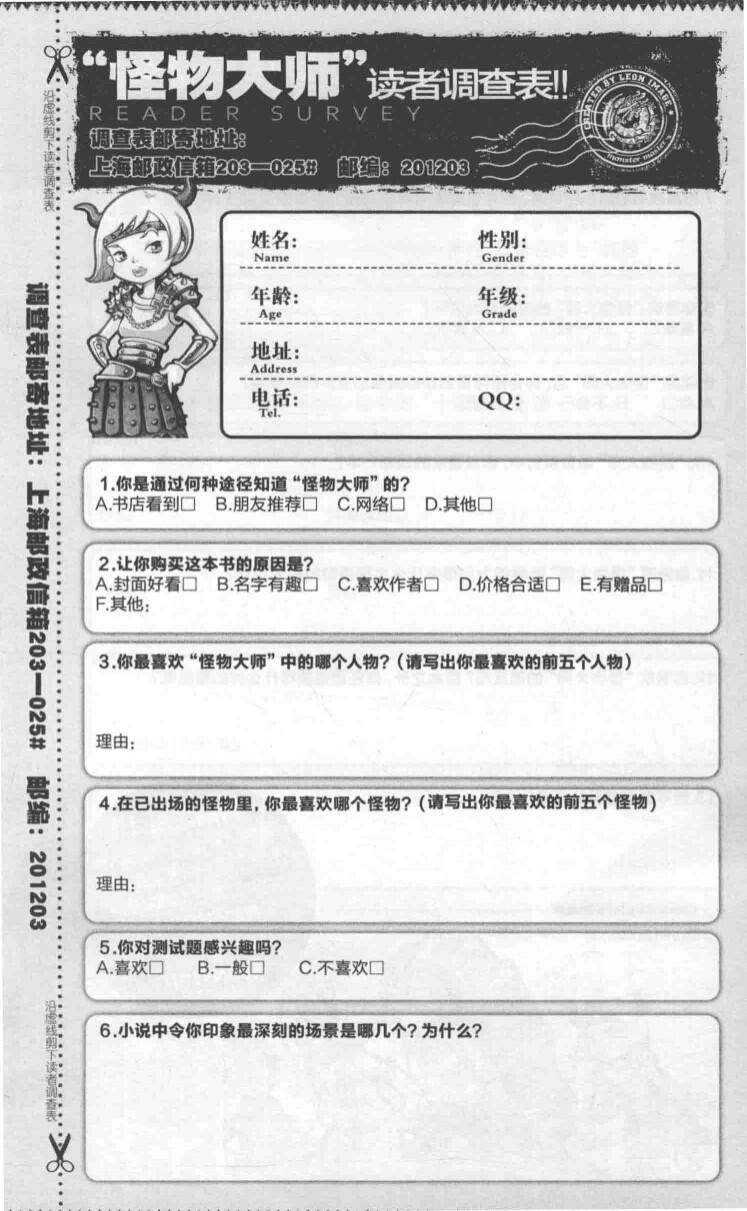 “怪物大师”读者调查表!!
READER SURVEY
CREATED BY LEON IMAGE
monster master
调查表邮寄地址:
上海邮政信箱203—025# 邮编: 201203
沿虚线剪下读者调查表
调查表邮寄地址: 上海邮政信箱203—025# 邮编: 201203
沿虚线剪下读者调查表
姓名: 性别:
Name Gender
年龄: 年级:
Age Grade
地址:
Address
电话: QQ:
Tel.
1.你是通过何种途径知道“怪物大师”的?
A.书店看到□ B.朋友推荐□ C.网络□ D.其他□
2.让你购买这本书的原因是?
A.封面好看□ B.名字有趣□ C.喜欢作者□ D.价格合适□ E.有赠品□
F.其他:
3.你最喜欢“怪物大师”中的哪个人物?(请写出你最喜欢的前五个人物)
理由:
4.在已出场的怪物里,你最喜欢哪个怪物?(请写出你最喜欢的前五个怪物)
理由:
5.你对测试题感兴趣吗?
A.喜欢□ B.一般□ C.不喜欢□
6.小说中令你印象最深刻的场景是哪几个?为什么?